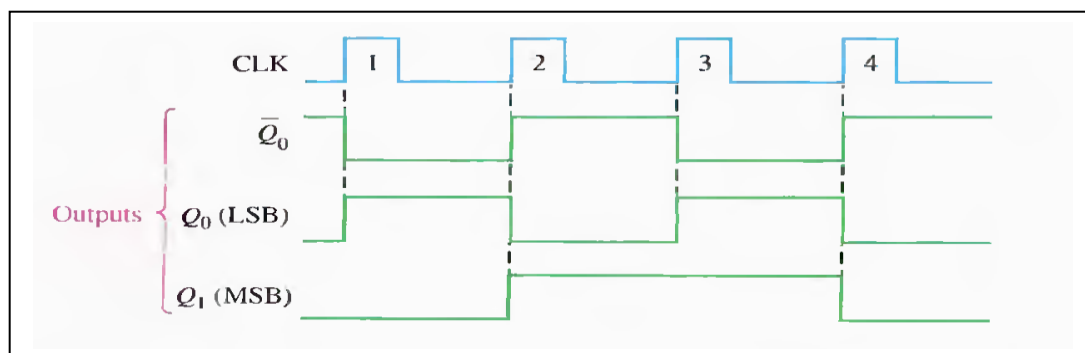 CLK 1 2 3 4
Q̅₀
Outputs Q₀ (LSB)
Q₁ (MSB)